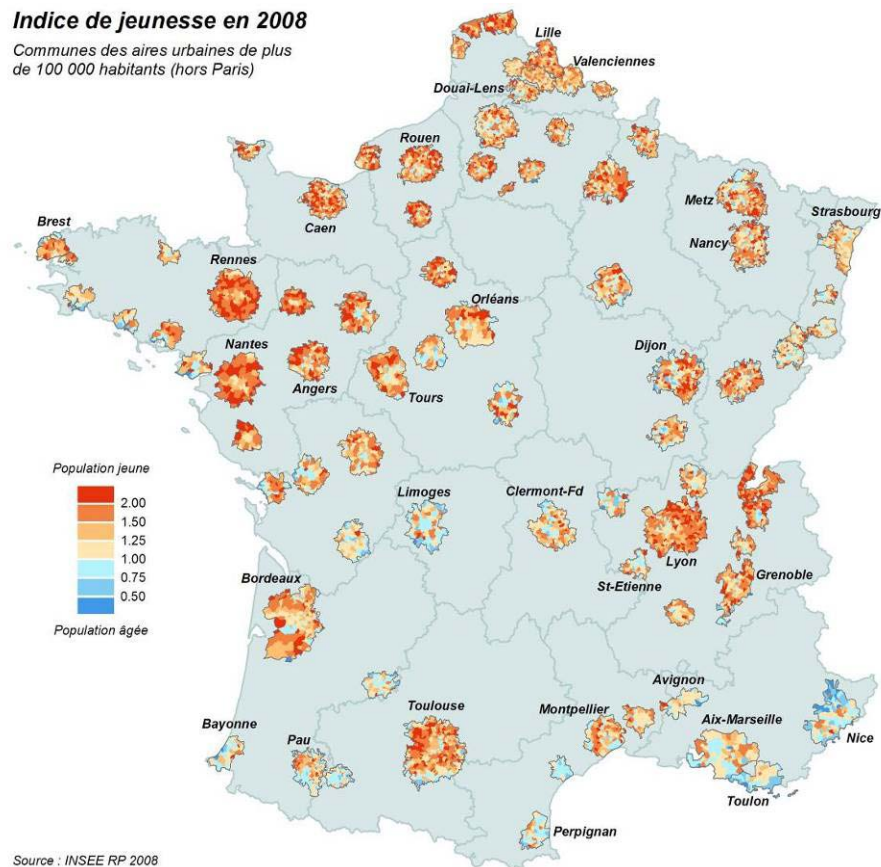 Indice de jeunesse en 2008
Communes des aires urbaines de plus
de 100 000 habitants (hors Paris)
Lille
Valenciennes
Douai-Lens
Rouen
Metz
Strasbourg
Caen
Nancy
Brest
Rennes
Orléans
Nantes
Dijon
Angers
Tours
Population jeune
2.00
1.50
1.25
1.00
0.75
0.50
Population âgée
Limoges
Clermont-Fd
Lyon
St-Etienne
Grenoble
Bordeaux
Avignon
Bayonne
Pau
Toulouse
Montpellier
Aix-Marseille
Nice
Toulon
Perpignan
Source : INSEE RP 2008